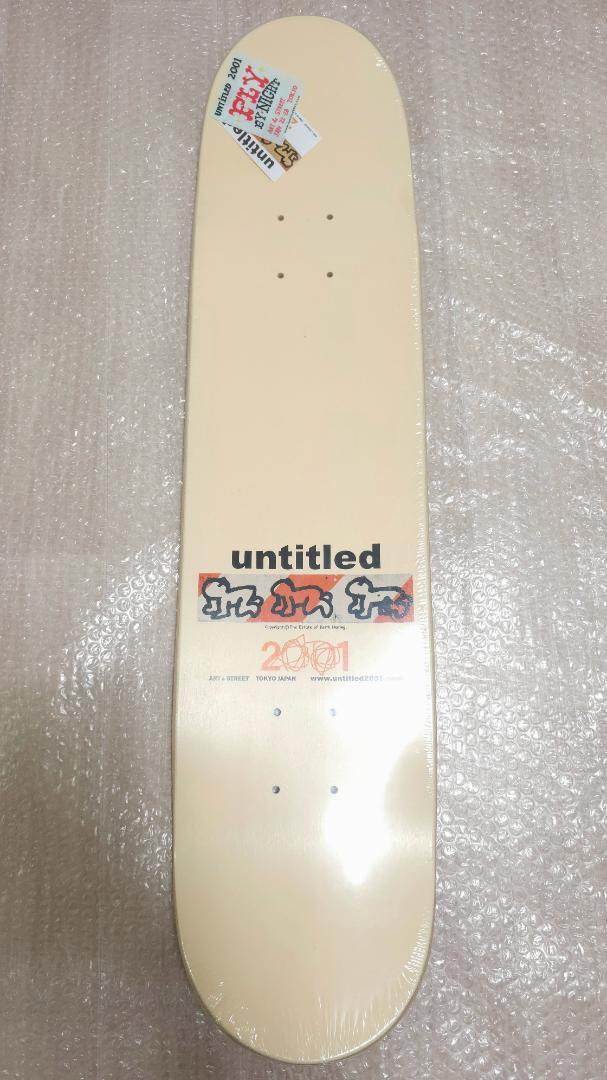 UNTITLED 2001
FLY
BY NIGHT
untitled
untitled
Copyright©The Estate of Keith Haring.
2001
ART & STREET TOKYO JAPAN www.untitled2001.com